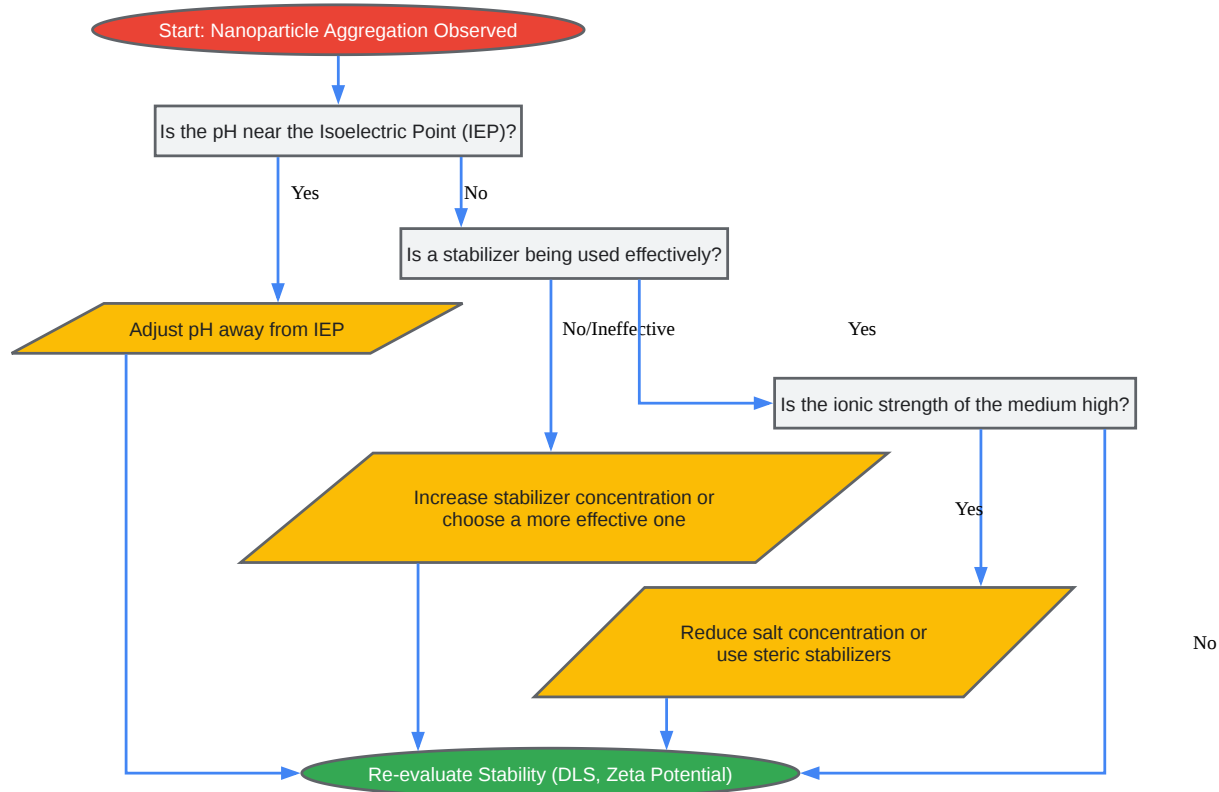 Start: Nanoparticle Aggregation Observed
Is the pH near the Isoelectric Point (IEP)?
Yes
No
Is a stabilizer being used effectively?
Adjust pH away from IEP
No/Ineffective
Yes
Is the ionic strength of the medium high?
Increase stabilizer concentration or
choose a more effective one
Yes
Reduce salt concentration or
use steric stabilizers
No
Re-evaluate Stability (DLS, Zeta Potential)